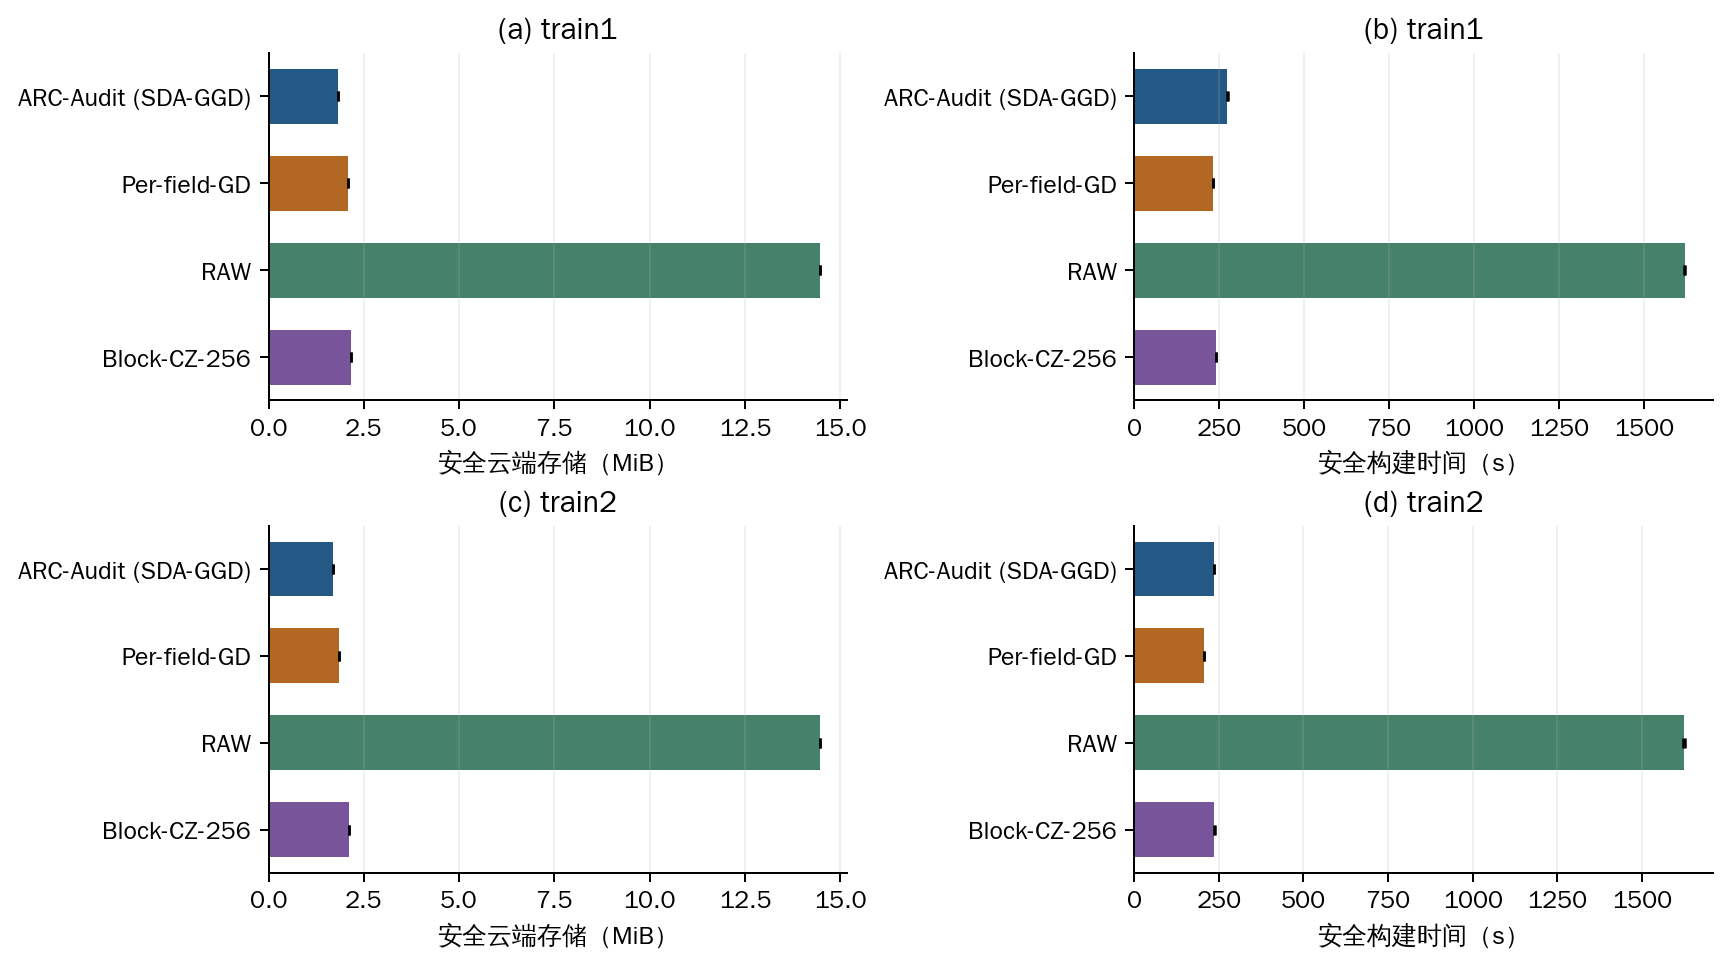 (a) train1
ARC-Audit (SDA-GGD)
Per-field-GD
RAW
Block-CZ-256
0.0 2.5 5.0 7.5 10.0 12.5 15.0
安全云端存储（MiB）
(b) train1
ARC-Audit (SDA-GGD)
Per-field-GD
RAW
Block-CZ-256
0 250 500 750 1000 1250 1500
安全构建时间（s）
(c) train2
ARC-Audit (SDA-GGD)
Per-field-GD
RAW
Block-CZ-256
0.0 2.5 5.0 7.5 10.0 12.5 15.0
安全云端存储（MiB）
(d) train2
ARC-Audit (SDA-GGD)
Per-field-GD
RAW
Block-CZ-256
0 250 500 750 1000 1250 1500
安全构建时间（s）